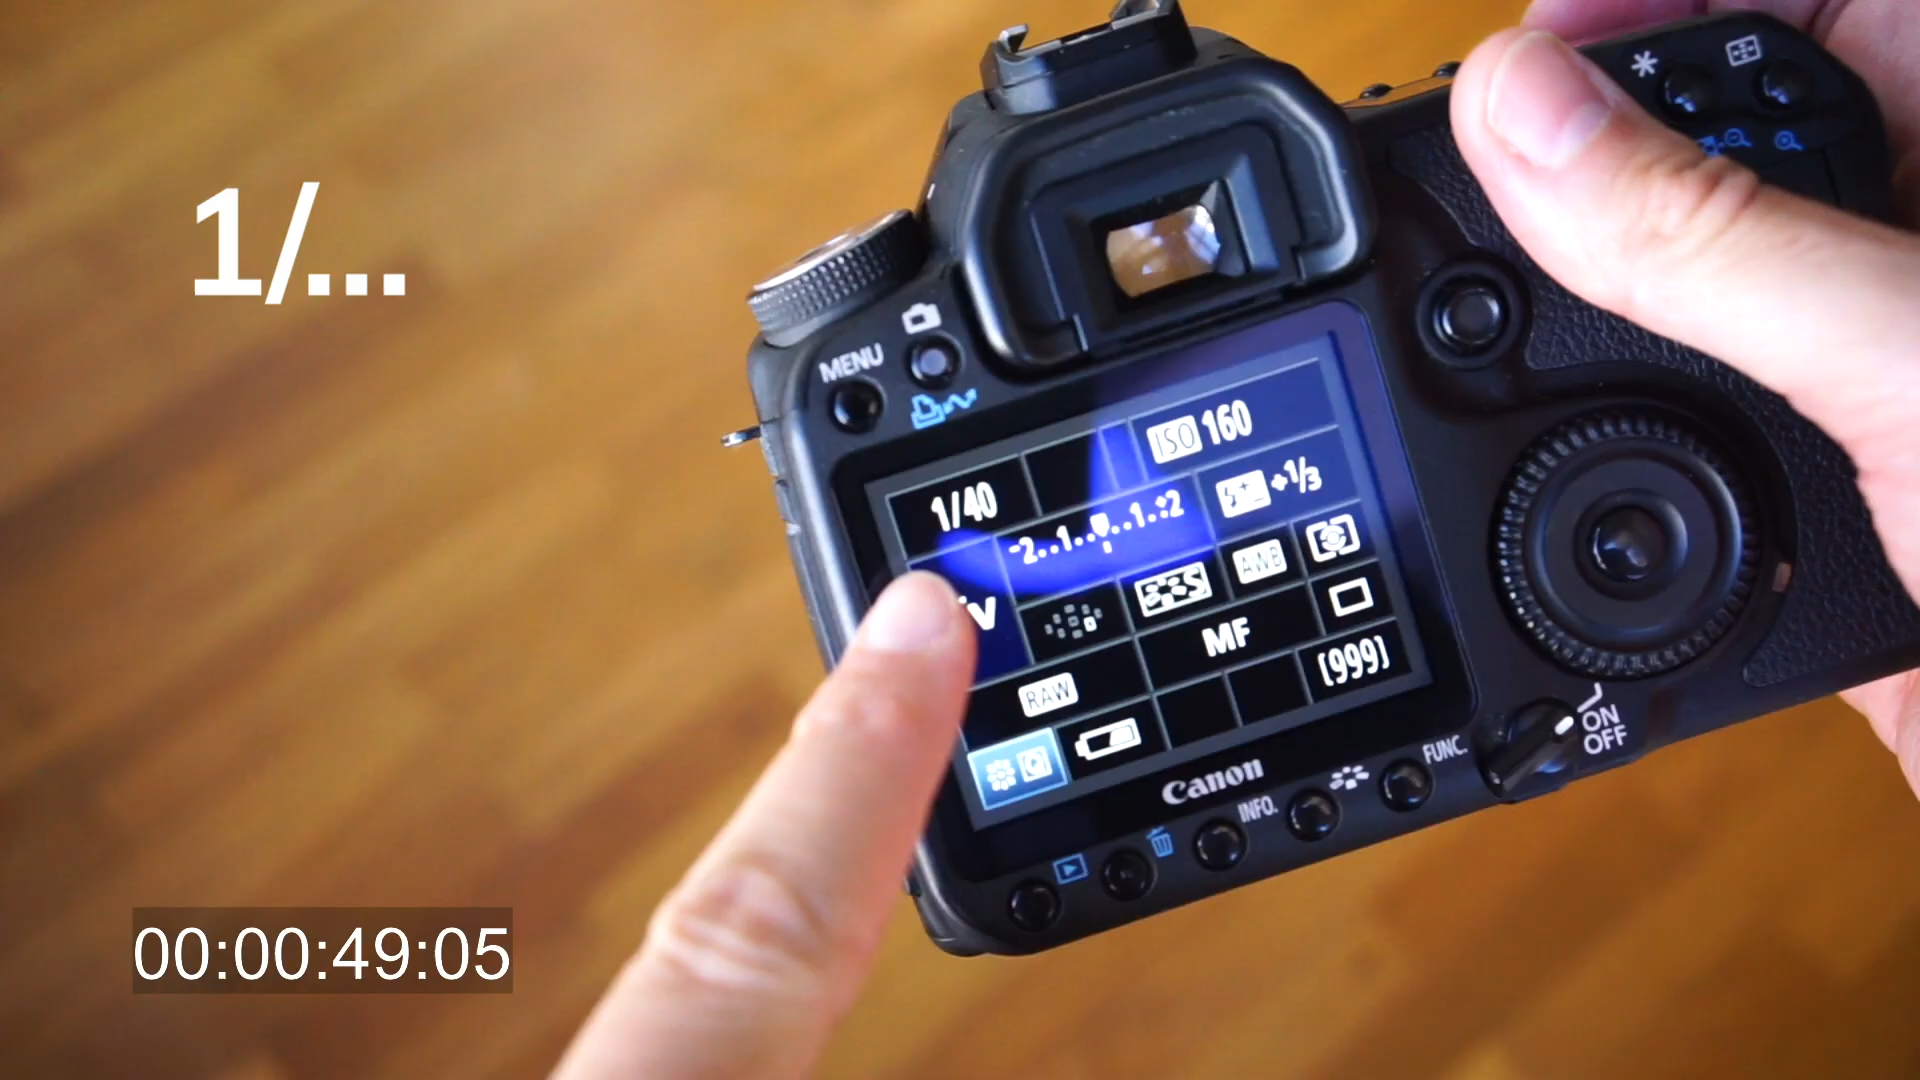 1/...
MENU
1/40
ISO 160
-2..1..0..1.:2
+1/3
AWB
S
MF
RAW
[999]
Canon
INFO.
FUNC.
ON
OFF
00:00:49:05